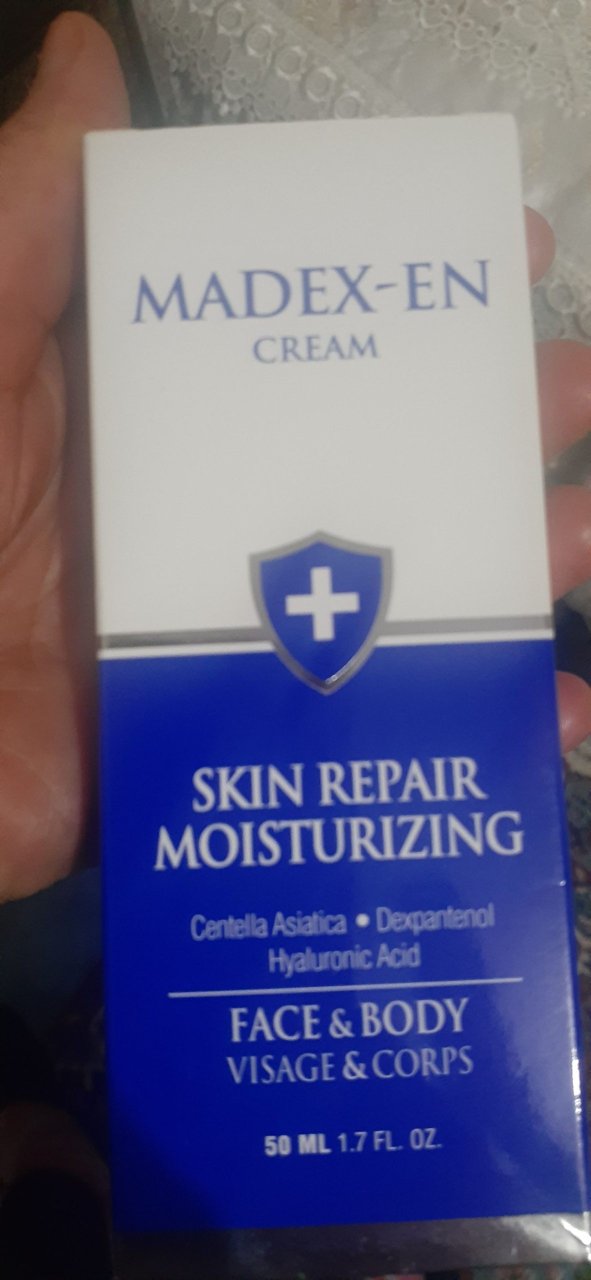 MADEX-EN
CREAM
SKIN REPAIR
MOISTURIZING
Centella Asiatica • Dexpantenol
Hyaluronic Acid
FACE & BODY
VISAGE & CORPS
50 ML 1.7 FL. OZ.